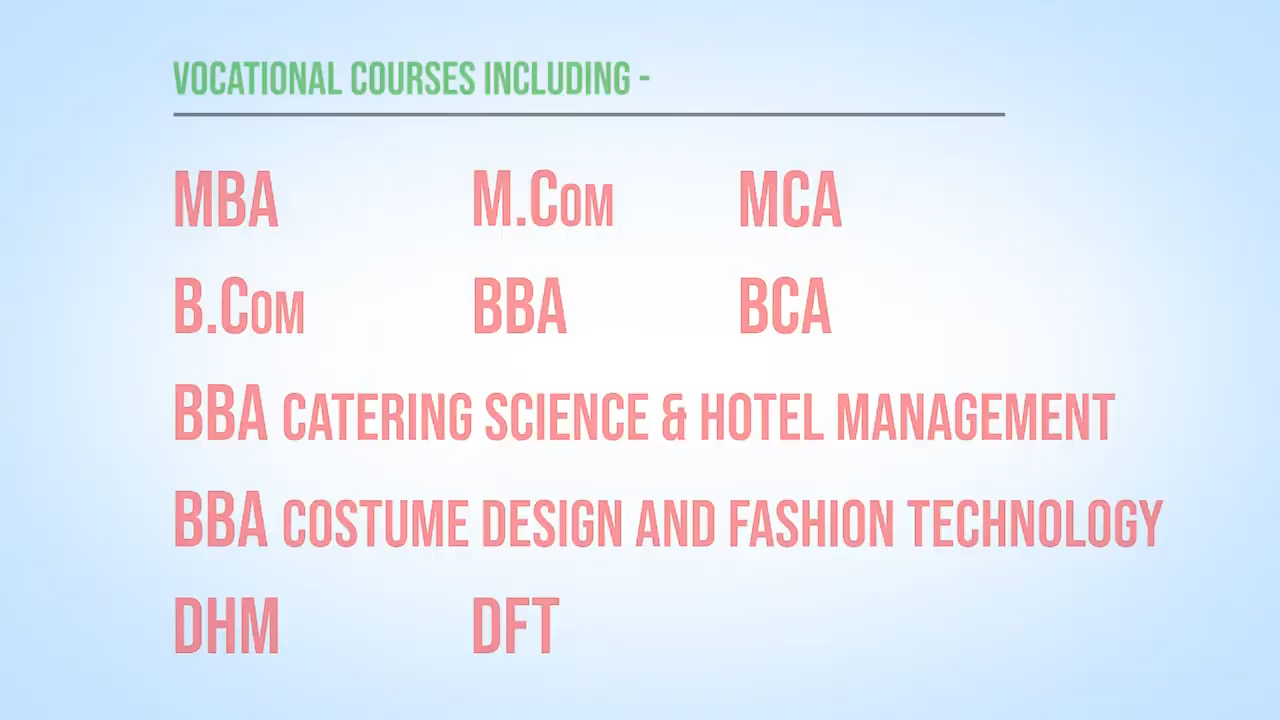 VOCATIONAL COURSES INCLUDING -
MBA M.COM MCA
B.COM BBA BCA
BBA CATERING SCIENCE & HOTEL MANAGEMENT
BBA COSTUME DESIGN AND FASHION TECHNOLOGY
DHM DFT